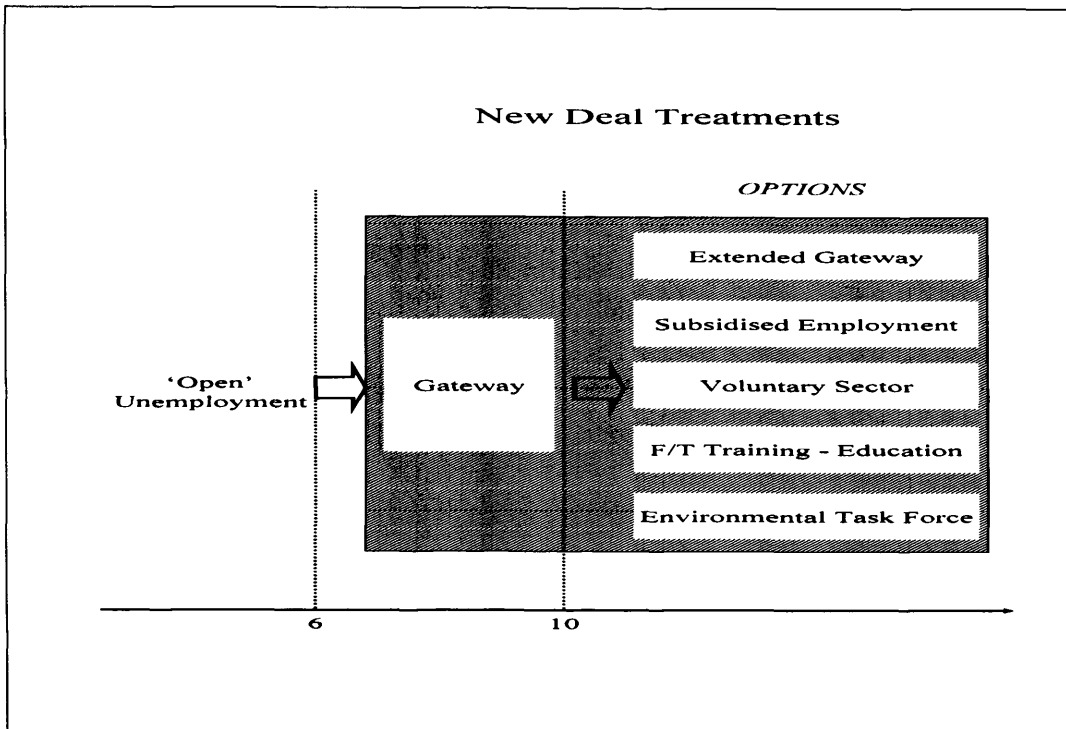 New Deal Treatments
OPTIONS
Extended Gateway
Subsidised Employment
'Open'
Unemployment
Gateway
Voluntary Sector
F/T Training - Education
Environmental Task Force
6
10